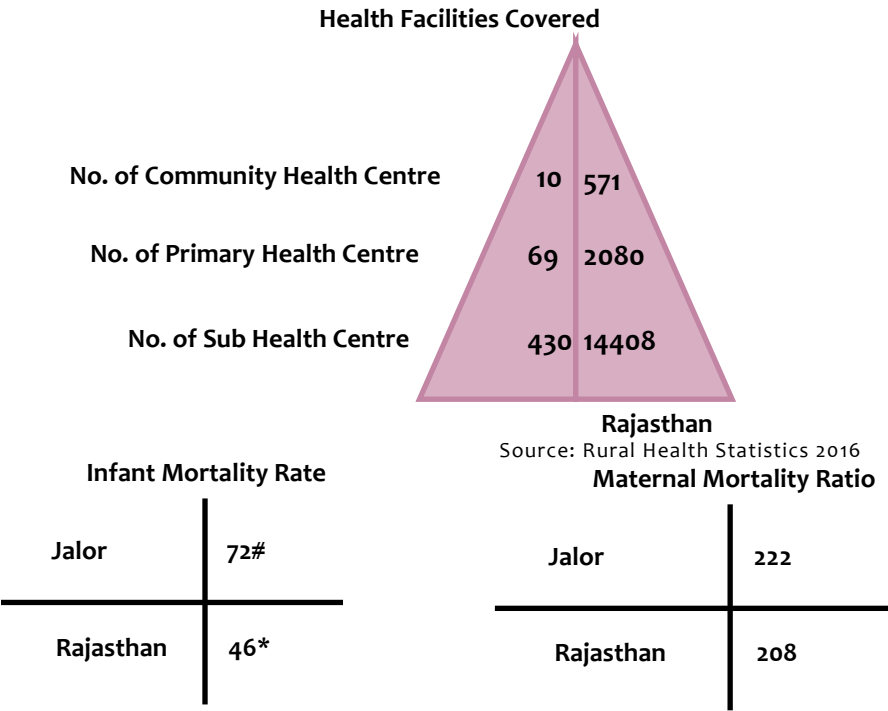 Health Facilities Covered
No. of Community Health Centre 10 571
No. of Primary Health Centre 69 2080
No. of Sub Health Centre 430 14408
Rajasthan
Source: Rural Health Statistics 2016
Infant Mortality Rate
Jalor 72#
Rajasthan 46*
Maternal Mortality Ratio
Jalor 222
Rajasthan 208